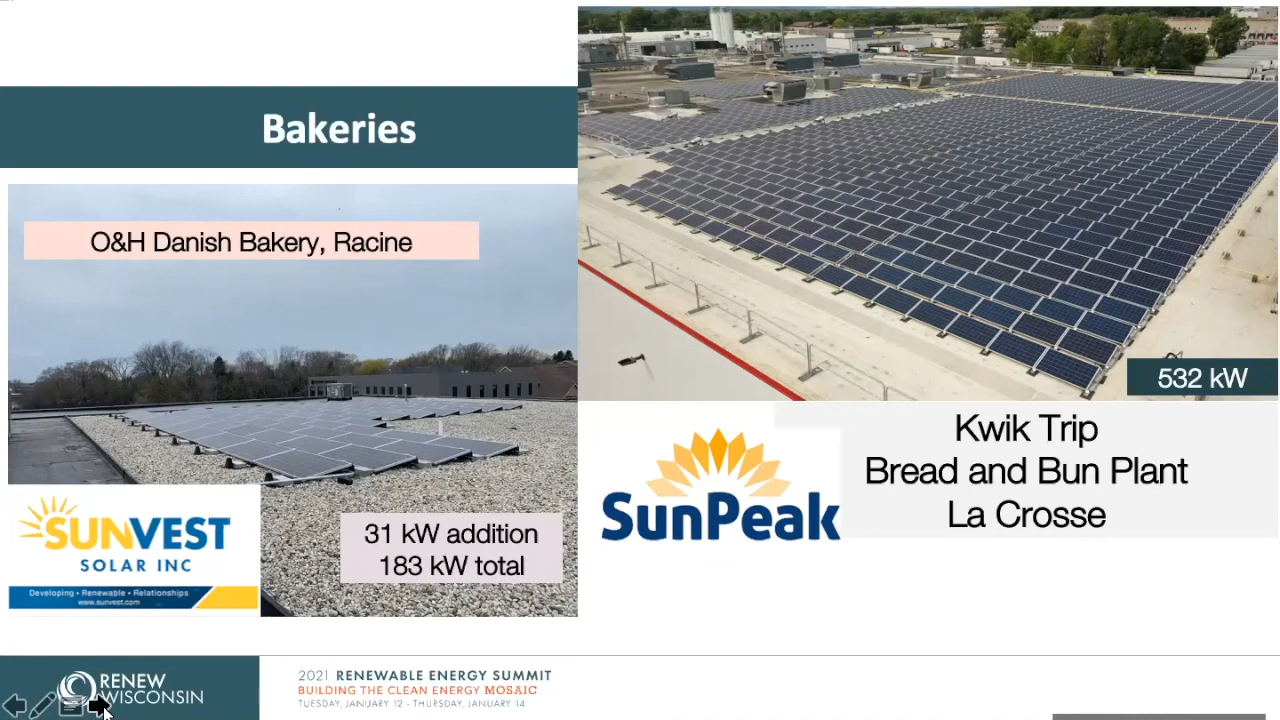 Bakeries
O&H Danish Bakery, Racine
SUNVEST
SOLAR INC
Developing • Renewable • Relationships
www.sunvest.com
31 kW addition
183 kW total
532 kW
SunPeak
Kwik Trip
Bread and Bun Plant
La Crosse
RENEW
WISCONSIN
2021 RENEWABLE ENERGY SUMMIT
BUILDING THE CLEAN ENERGY MOSAIC
TUESDAY, JANUARY 12 - THURSDAY, JANUARY 14